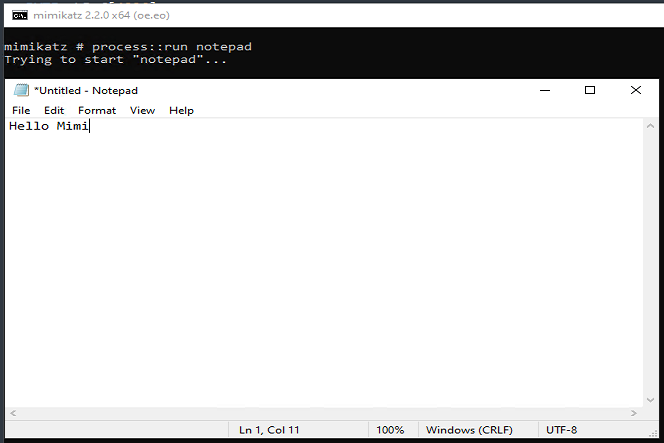 mimikatz 2.2.0 x64 (oe.eo)
mimikatz # process::run notepad
Trying to start "notepad"...
*Untitled - Notepad
File Edit Format View Help
Hello Mimi
Ln 1, Col 11 100% Windows (CRLF) UTF-8